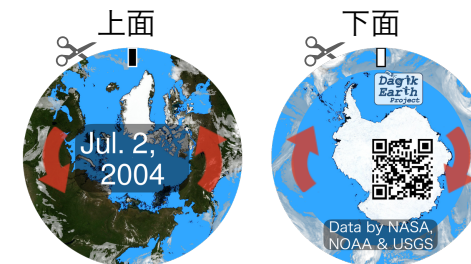 上面
下面
Jul. 2,
2004
Dagik
Earth
Project
Data by NASA,
NOAA & USGS